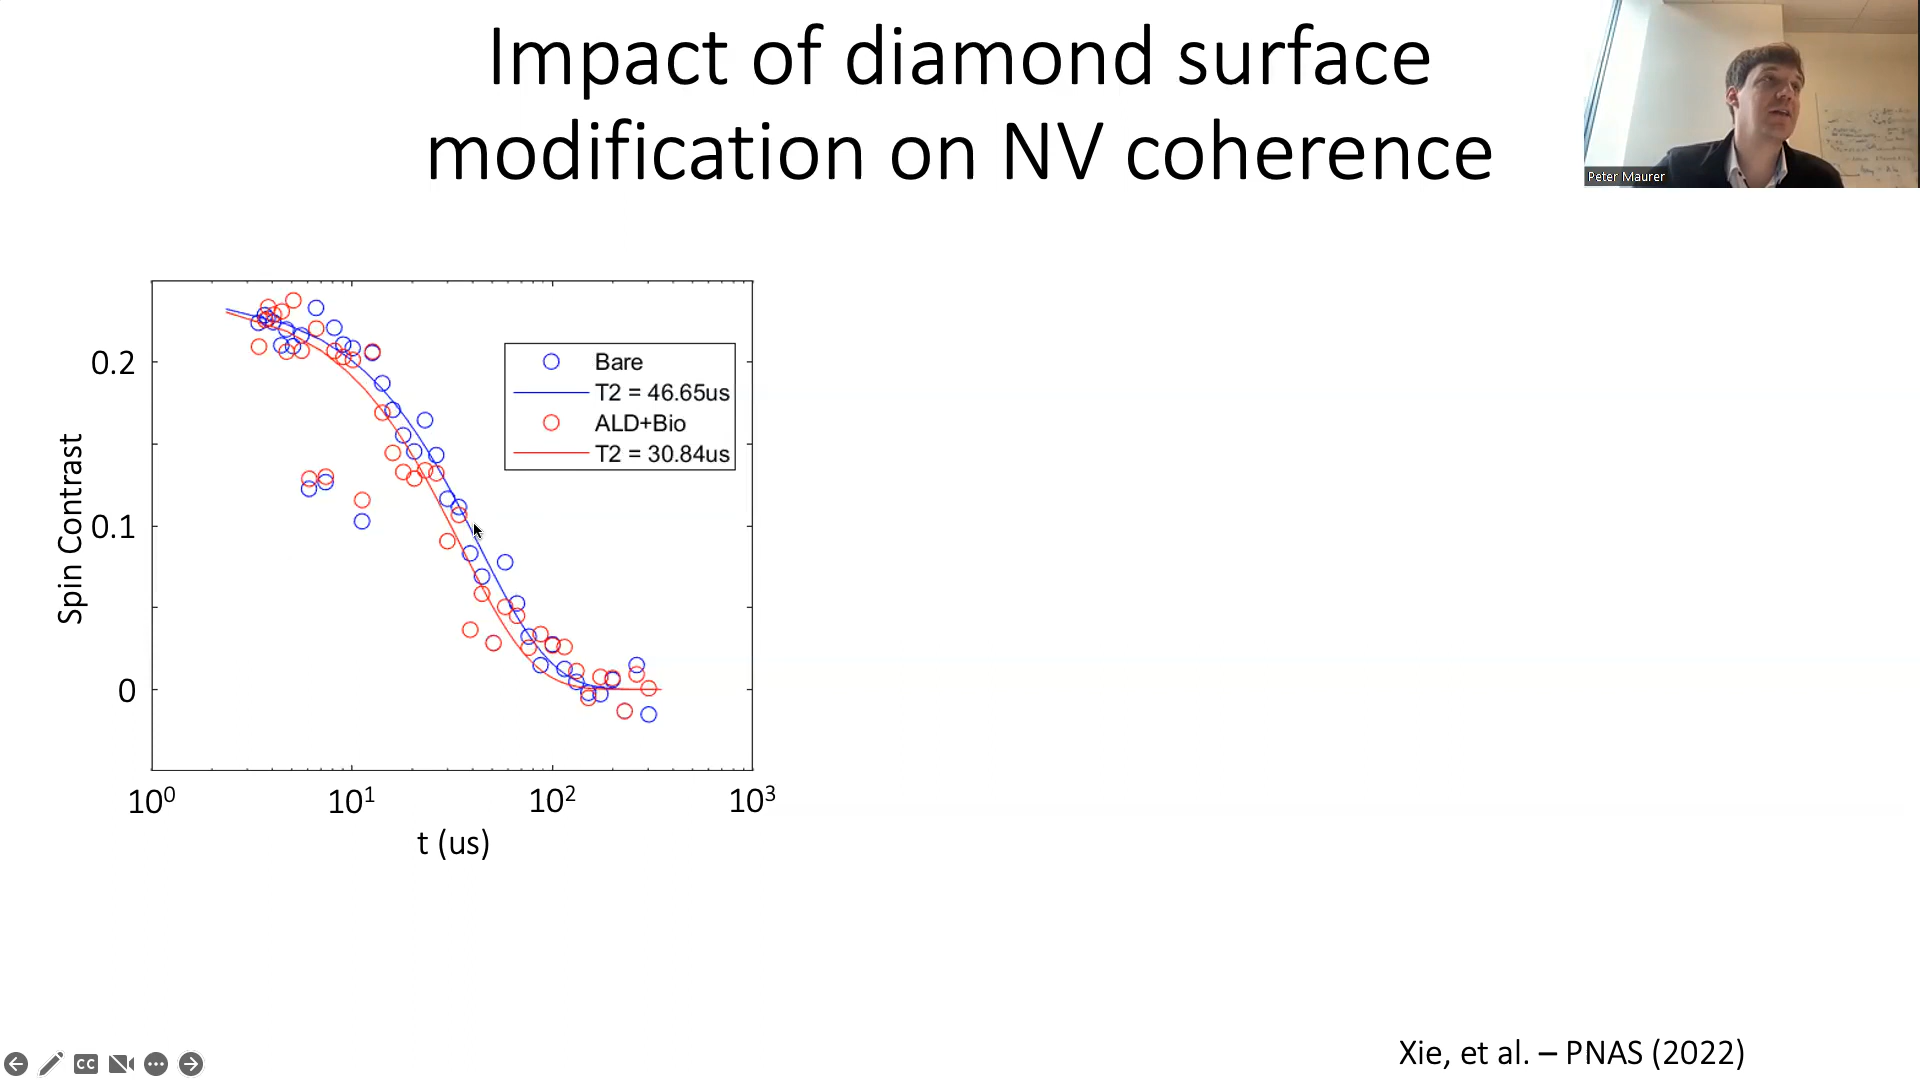 Impact of diamond surface
modification on NV coherence
Peter Maurer
Spin Contrast
0.2
0.1
0
Bare
T2 = 46.65us
ALD+Bio
T2 = 30.84us
10⁰ 10¹ 10² 10³
t (us)
Xie, et al. – PNAS (2022)
CC